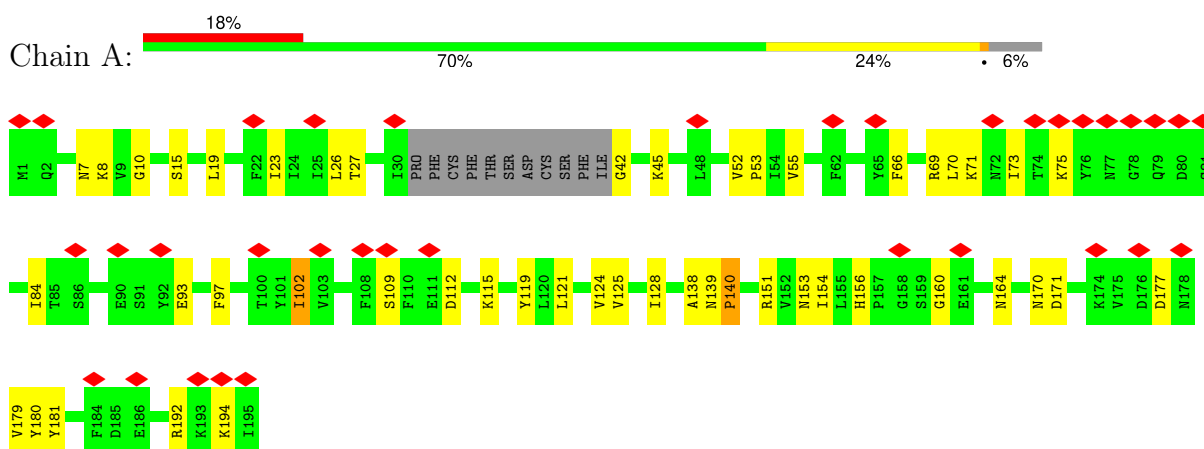 18%
Chain A:
70% 24% • 6%
M1 Q2 N7 K8 V9 G10 S15 L19 F22 I23 I24 I25 L26 T27 I30 PRO PHE CYS PHE THR SER ASP CYS SER PHE ILE G42 K45 L48 V52 P53 I54 V55 F62 Y65 F66 R69 L70 K71 N72 I73 T74 K75 Y76 N77 G78 Q79 D80
I84 T85 S86 E90 S91 Y92 E93 F97 T100 Y101 I102 V103 F108 S109 F110 E111 D112 K115 Y119 L120 L121 V124 V125 I128 A138 N139 P140 R151 V152 N153 I154 L155 H156 P157 G158 S159 G160 E161 N164 N170 D171 K174 V175 D176 D177 N178
V179 Y180 Y181 F184 D185 E186 R192 K193 K194 I195